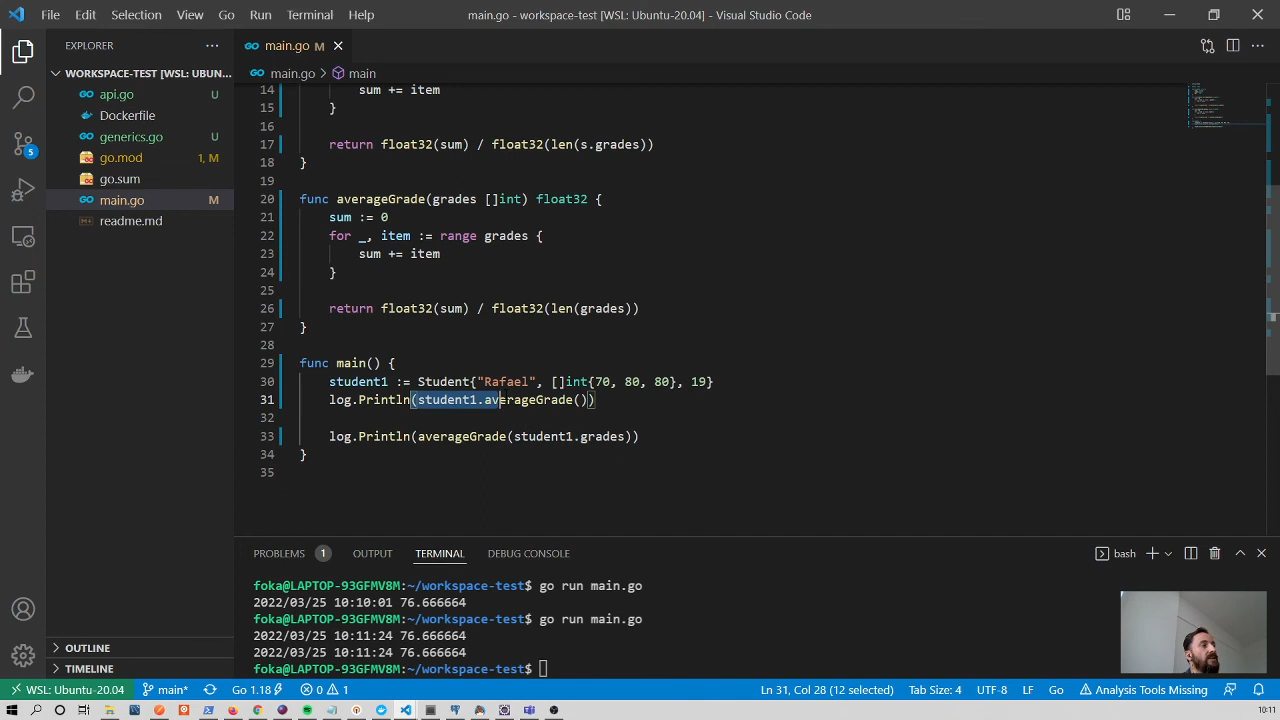 File Edit Selection View Go Run Terminal Help
main.go - workspace-test [WSL: Ubuntu-20.04] - Visual Studio Code
EXPLORER
WORKSPACE-TEST [WSL: UBUN...
api.go U
Dockerfile
generics.go U
go.mod 1, M
go.sum
main.go M
readme.md
OUTLINE
TIMELINE
5
main.go M
main.go > main
14 sum += item
15 }
16
17 return float32(sum) / float32(len(s.grades))
18 }
19
20 func averageGrade(grades []int) float32 {
21 sum := 0
22 for _, item := range grades {
23 sum += item
24 }
25
26 return float32(sum) / float32(len(grades))
27 }
28
29 func main() {
30 student1 := Student{"Rafael", []int{70, 80, 80}, 19}
31 log.Println(student1.averageGrade())
32
33 log.Println(averageGrade(student1.grades))
34 }
35
PROBLEMS 1 OUTPUT TERMINAL DEBUG CONSOLE
bash
foka@LAPTOP-93GFMV8M:~/workspace-test$ go run main.go
2022/03/25 10:10:01 76.666664
foka@LAPTOP-93GFMV8M:~/workspace-test$ go run main.go
2022/03/25 10:11:24 76.666664
2022/03/25 10:11:24 76.666664
foka@LAPTOP-93GFMV8M:~/workspace-test$
WSL: Ubuntu-20.04 main* Go 1.18 0 1 Ln 31, Col 28 (12 selected) Tab Size: 4 UTF-8 LF Go Analysis Tools Missing
10:11